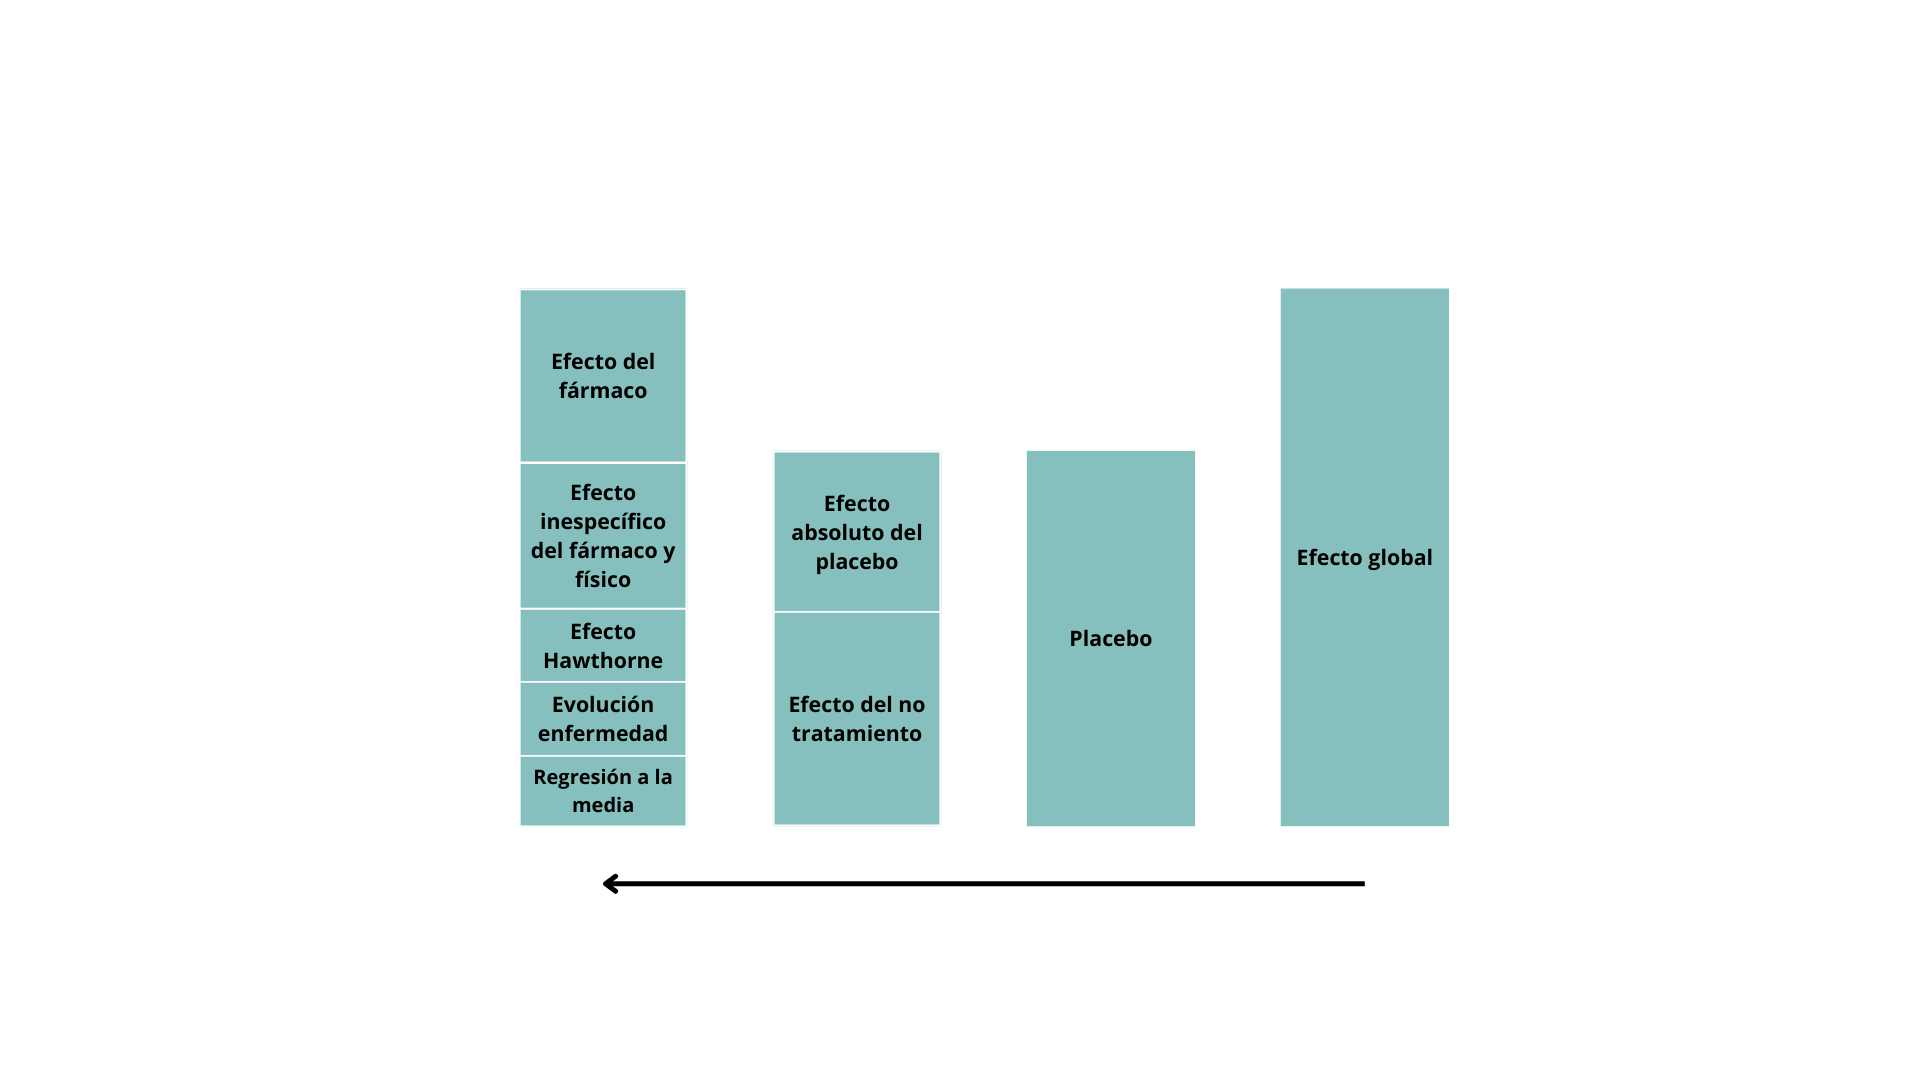 Efecto del
fármaco
Efecto
inespecífico
del fármaco y
físico
Efecto
Hawthorne
Evolución
enfermedad
Regresión a la
media
Efecto
absoluto del
placebo
Efecto del no
tratamiento
Placebo
Efecto global